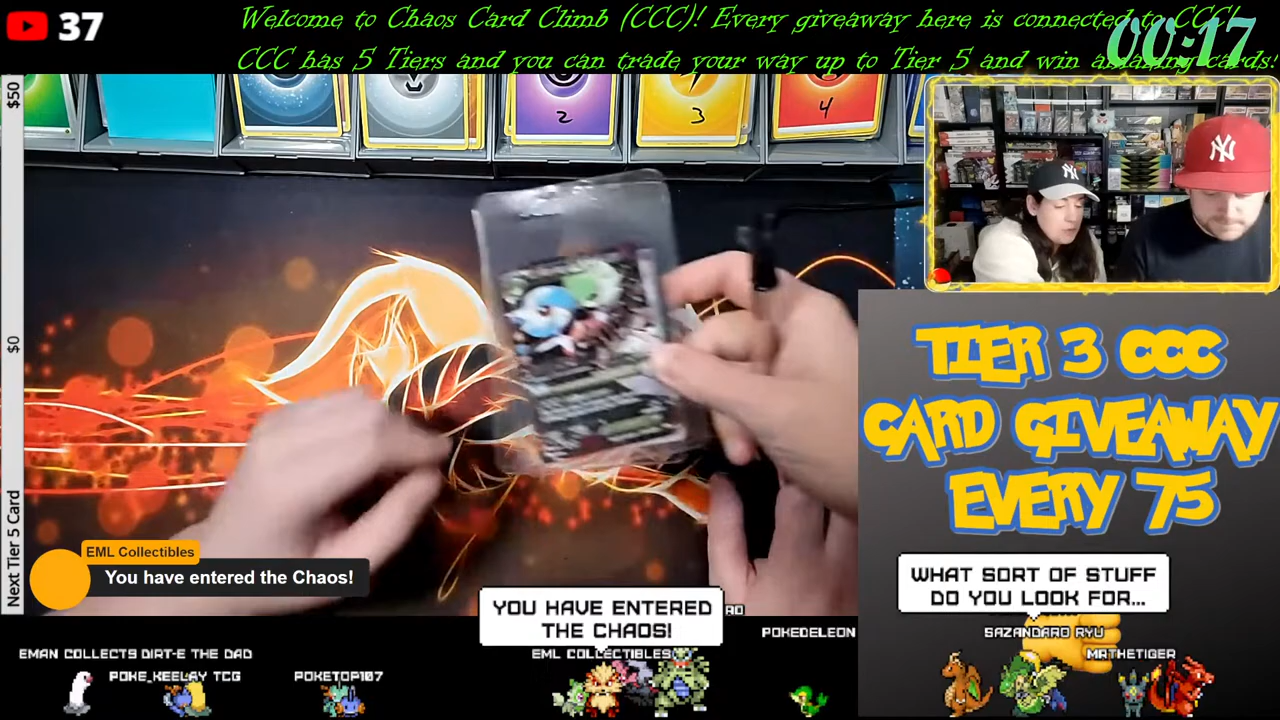 37
Welcome to Chaos Card Climb (CCC)! Every giveaway here is connected to CCC!
CCC has 5 Tiers and you can trade your way up to Tier 5 and win amazing cards!
00:17
$50
$0
Next Tier 5 Card
2
3
4
NY
NY
TIER 3 CCC
CARD GIVEAWAY
EVERY 75
EML Collectibles
You have entered the Chaos!
YOU HAVE ENTERED
THE CHAOS!
WHAT SORT OF STUFF
DO YOU LOOK FOR...
POKEDELEON
SAZANDARO RYU
EMAN COLLECTS DIRT-E THE DAD
EML COLLECTIBLES
MRTHETIGER
POKE_KEELAY TCG
POKETOP107